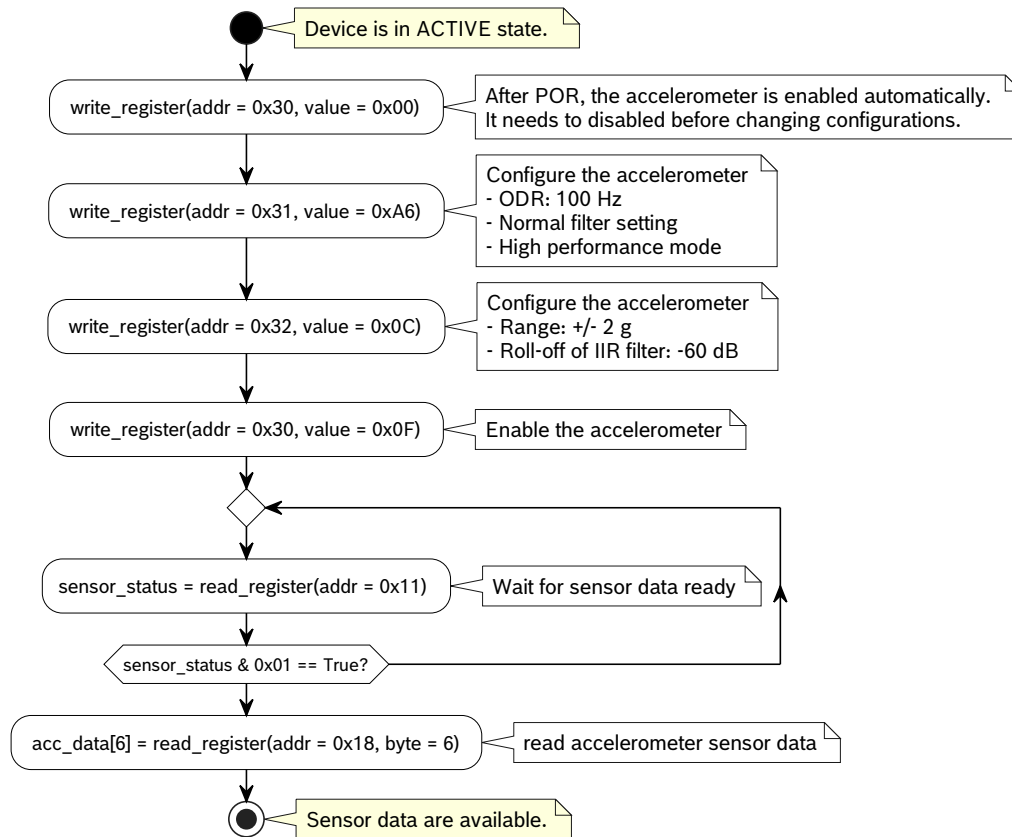 Device is in ACTIVE state.
write_register(addr = 0x30, value = 0x00)
After POR, the accelerometer is enabled automatically.
It needs to disabled before changing configurations.
write_register(addr = 0x31, value = 0xA6)
Configure the accelerometer
- ODR: 100 Hz
- Normal filter setting
- High performance mode
write_register(addr = 0x32, value = 0x0C)
Configure the accelerometer
- Range: +/- 2 g
- Roll-off of IIR filter: -60 dB
write_register(addr = 0x30, value = 0x0F)
Enable the accelerometer
sensor_status = read_register(addr = 0x11)
Wait for sensor data ready
sensor_status & 0x01 == True?
acc_data[6] = read_register(addr = 0x18, byte = 6)
read accelerometer sensor data
Sensor data are available.